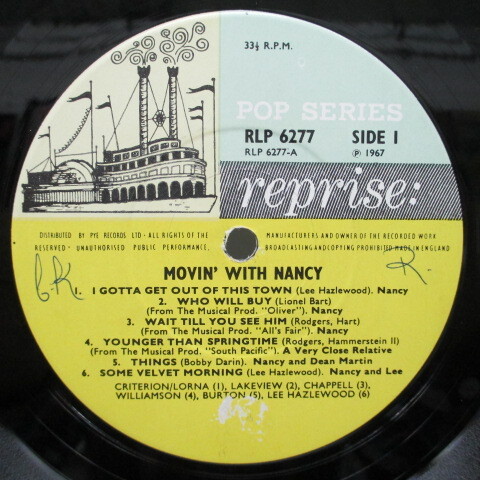 33⅓ R.P.M.
POP SERIES
RLP 6277 SIDE 1
RLP 6277-A ℗ 1967
reprise:
DISTRIBUTED BY PYE RECORDS LTD · ALL RIGHTS OF THE MANUFACTURERS AND OWNER OF THE RECORDED WORK
RESERVED · UNAUTHORISED PUBLIC PERFORMANCE, BROADCASTING AND COPYING PROHIBITED MADE IN ENGLAND
MOVIN' WITH NANCY
1. I GOTTA GET OUT OF THIS TOWN (Lee Hazlewood). Nancy
2. WHO WILL BUY (Lionel Bart)
(From The Musical Prod. "Oliver"). Nancy
3. WAIT TILL YOU SEE HIM (Rodgers, Hart)
(From The Musical Prod. "All's Fair"). Nancy
4. YOUNGER THAN SPRINGTIME (Rodgers, Hammerstein II)
(From The Musical Prod. "South Pacific"). A Very Close Relative
5. THINGS (Bobby Darin). Nancy and Dean Martin
6. SOME VELVET MORNING (Lee Hazlewood). Nancy and Lee
CRITERION/LORNA (1), LAKEVIEW (2), CHAPPELL (3),
WILLIAMSON (4), BURTON (5), LEE HAZLEWOOD (6)